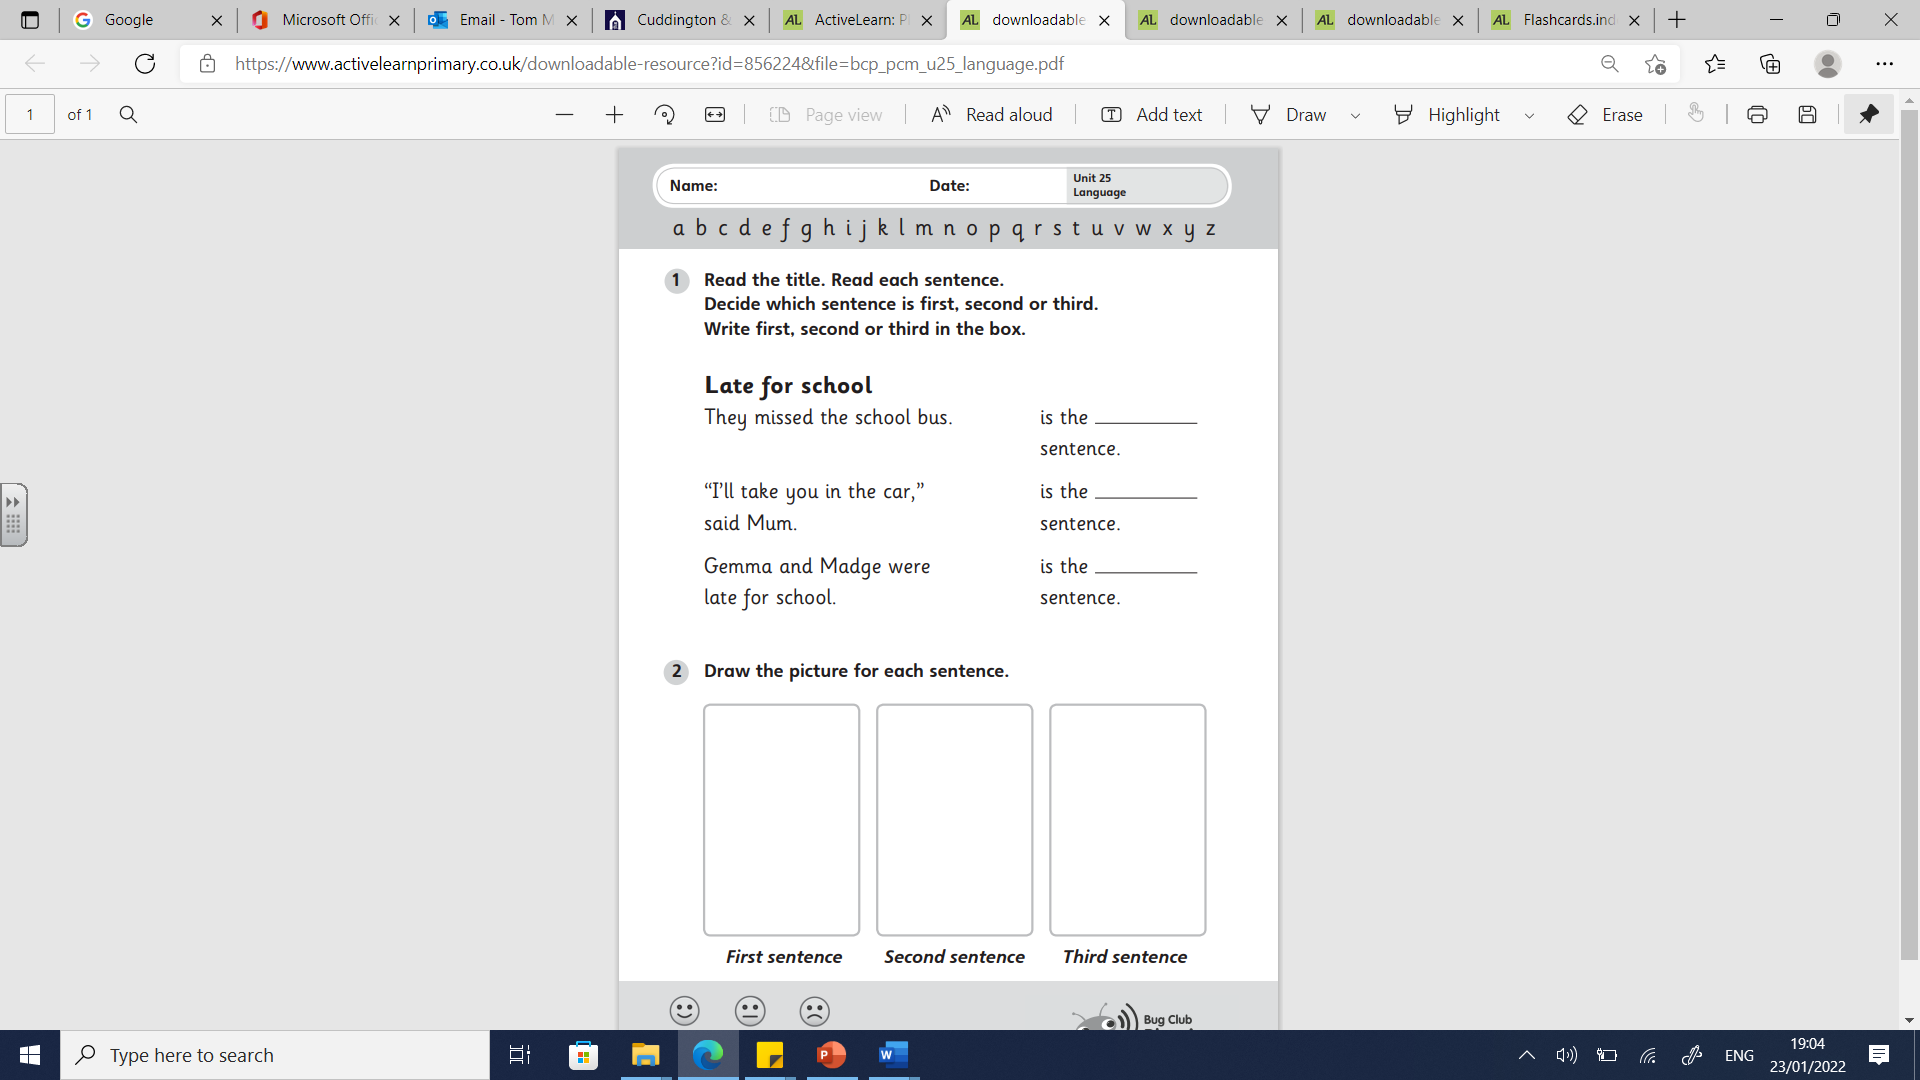 Google
Microsoft Offi
Email - Tom M
Cuddington &
ActiveLearn: P
downloadable
downloadable
downloadable
Flashcards.ind
https://www.activelearnprimary.co.uk/downloadable-resource?id=856224&file=bcp_pcm_u25_language.pdf
1 of 1
Page view
Read aloud
Add text
Draw
Highlight
Erase
Name:
Date:
Unit 25
Language
a b c d e f g h i j k l m n o p q r s t u v w x y z
1 Read the title. Read each sentence.
Decide which sentence is first, second or third.
Write first, second or third in the box.
Late for school
They missed the school bus. is the __________
sentence.
“I’ll take you in the car,” is the __________
said Mum. sentence.
Gemma and Madge were is the __________
late for school. sentence.
2 Draw the picture for each sentence.
First sentence Second sentence Third sentence
Bug Club
Type here to search
ENG
19:04
23/01/2022